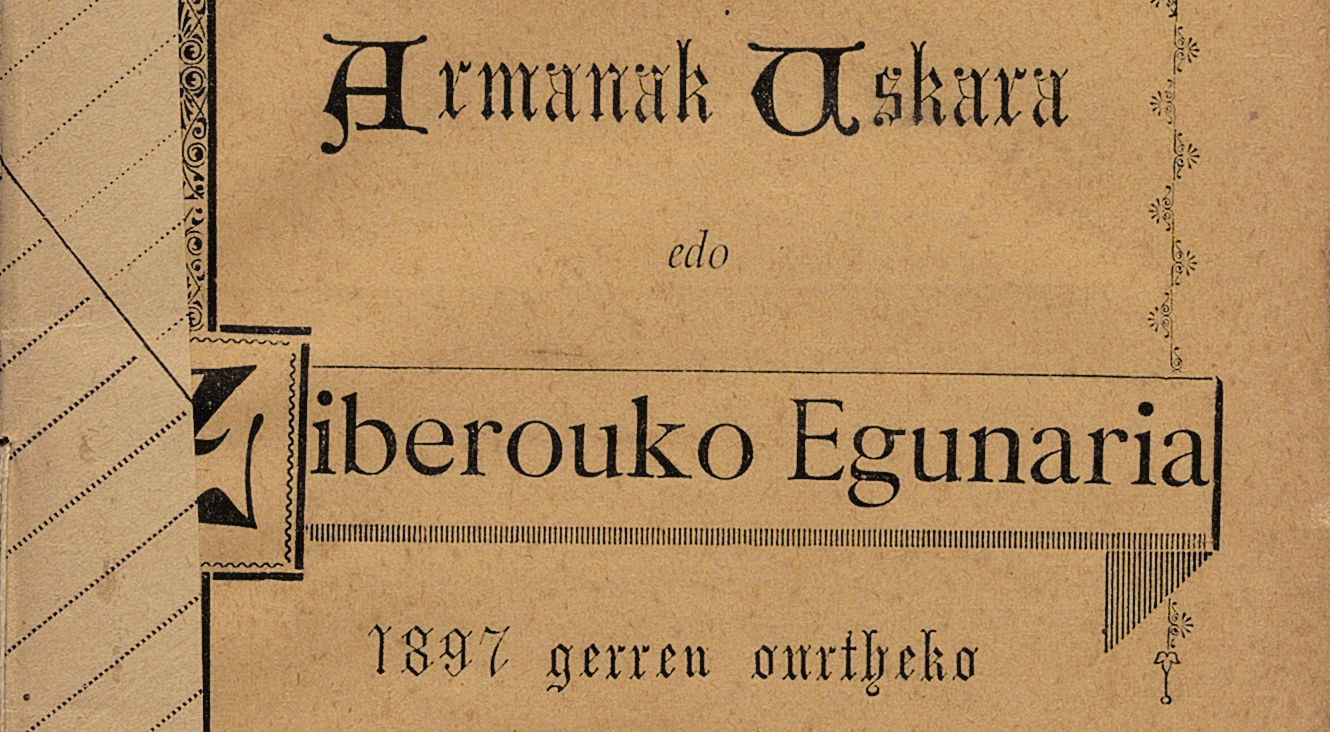 Armanak Uskara
edo
Ziberouko Egunaria
1897 gerren ourtheko